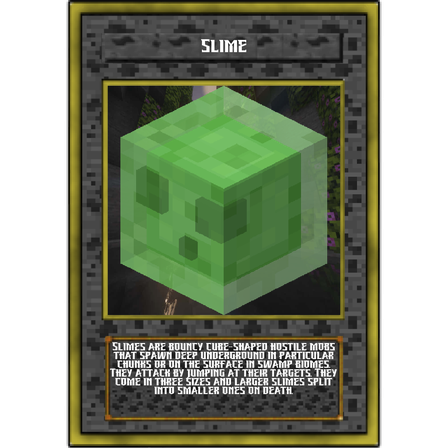 SLIME
SLIMES ARE BOUNCY CUBE-SHAPED HOSTILE MOBS
THAT SPAWN DEEP UNDERGROUND IN PARTICULAR
CHUNKS OR ON THE SURFACE IN SWAMP BIOMES.
THEY ATTACK BY JUMPING AT THEIR TARGETS. THEY
COME IN THREE SIZES AND LARGER SLIMES SPLIT
INTO SMALLER ONES ON DEATH.